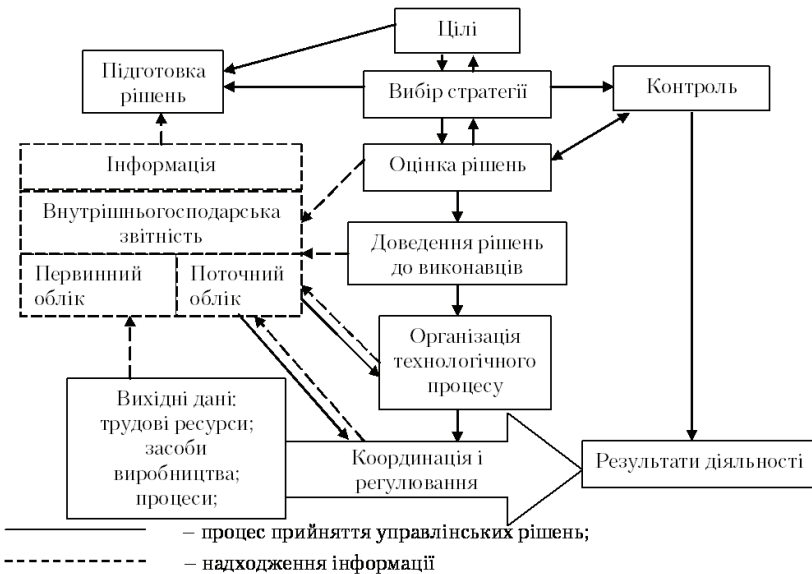 Цілі
Підготовка
рішень
Вибір стратегії
Контроль
Інформація
Оцінка рішень
Внутрішньогосподарська
звітність
Доведення рішень
до виконавців
Первинний
облік
Поточний
облік
Організація
технологічного
процесу
Вихідні дані:
трудові ресурси;
засоби
виробництва;
процеси;
Координація і
регулювання
Результати діяльності
– процес прийняття управлінських рішень;
– надходження інформації